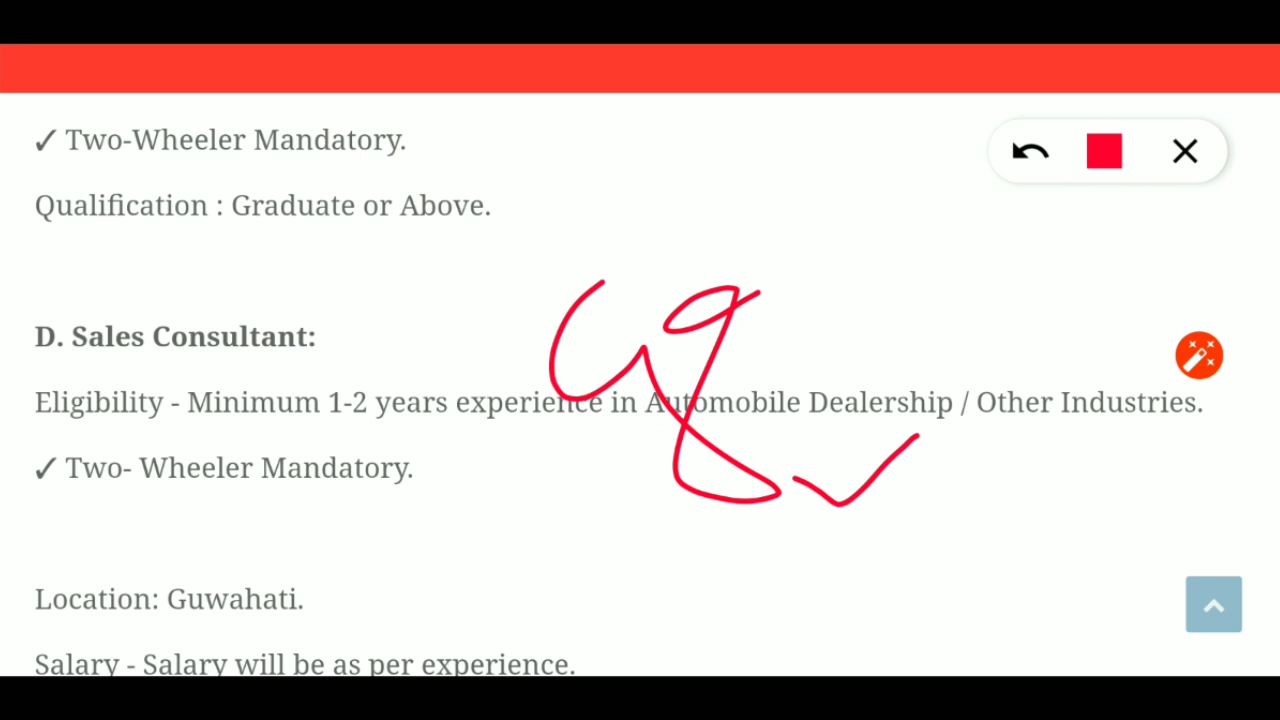 ✓ Two-Wheeler Mandatory.
Qualification : Graduate or Above.
D. Sales Consultant:
Eligibility - Minimum 1-2 years experience in Automobile Dealership / Other Industries.
✓ Two- Wheeler Mandatory.
Location: Guwahati.
Salary - Salary will be as per experience.